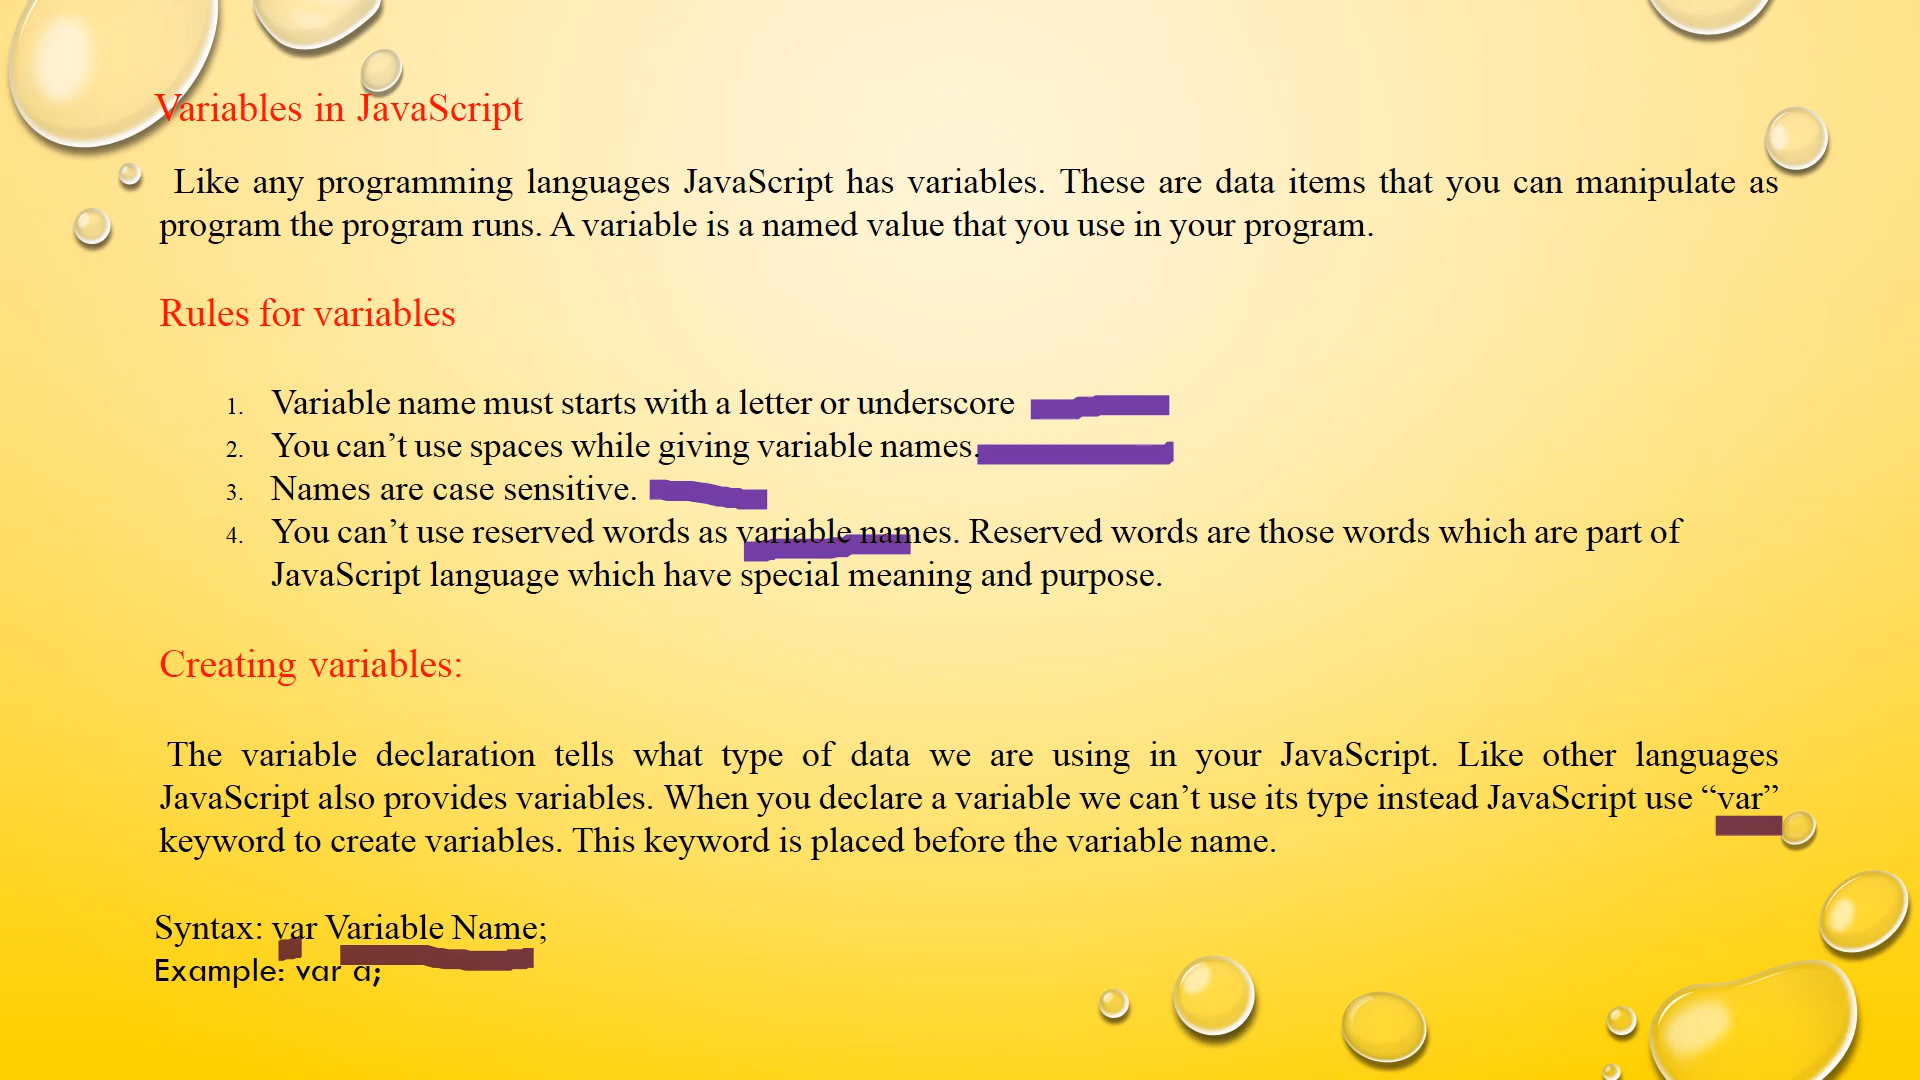 Variables in JavaScript
Like any programming languages JavaScript has variables. These are data items that you can manipulate as
program the program runs. A variable is a named value that you use in your program.
Rules for variables
1. Variable name must starts with a letter or underscore
2. You can’t use spaces while giving variable names.
3. Names are case sensitive.
4. You can’t use reserved words as variable names. Reserved words are those words which are part of
JavaScript language which have special meaning and purpose.
Creating variables:
The variable declaration tells what type of data we are using in your JavaScript. Like other languages
JavaScript also provides variables. When you declare a variable we can’t use its type instead JavaScript use “var”
keyword to create variables. This keyword is placed before the variable name.
Syntax: var Variable Name;
Example: var a;